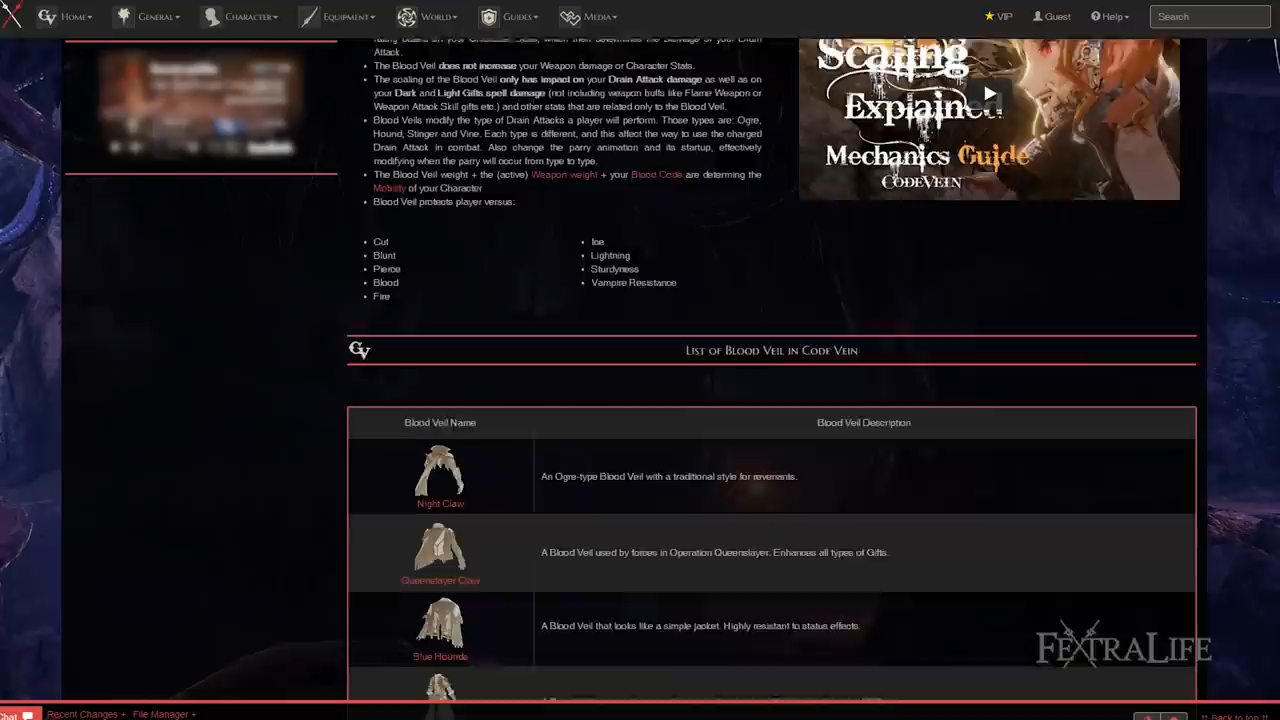 Home
General
Character
Equipment
World
Guides
Media
VIP
Guest
Help
Search
Attack.
The Blood Veil does not increase your Weapon damage or Character Stats.
The scaling of the Blood Veil only has impact on your Drain Attack damage as well as on
your Dark and Light Gifts spell damage (not including weapon buffs like Flame Weapon or
Weapon Attack Skill gifts etc.) and other stats that are related only to the Blood Veil.
Blood Veils modify the type of Drain Attacks a player will perform. Those types are: Ogre,
Hound, Stinger and Vine. Each type is different, and this affect the way to use the charged
Drain Attack in combat. Also change the parry animation and its startup, effectively
modifying when the parry will occur from type to type.
The Blood Veil weight + the (active) Weapon weight + your Blood Code are determing the
Mobility of your Character
Blood Veil protects player versus:
Cut
Blunt
Pierce
Blood
Fire
Ice
Lightning
Sturdyness
Vampire Resistance
Scaling
Explained
Mechanics Guide
CODE VEIN
GV
List of Blood Veil in Code Vein
Blood Veil Name
Blood Veil Description
Night Claw
An Ogre-type Blood Veil with a traditional style for revenants.
Queenslayer Claw
A Blood Veil used by forces in Operation Queenslayer. Enhances all types of Gifts.
Blue Hounds
A Blood Veil that looks like a simple jacket. Highly resistant to status effects.
FEXTRALIFE
Chat
Recent Changes +
File Manager +
Back to top